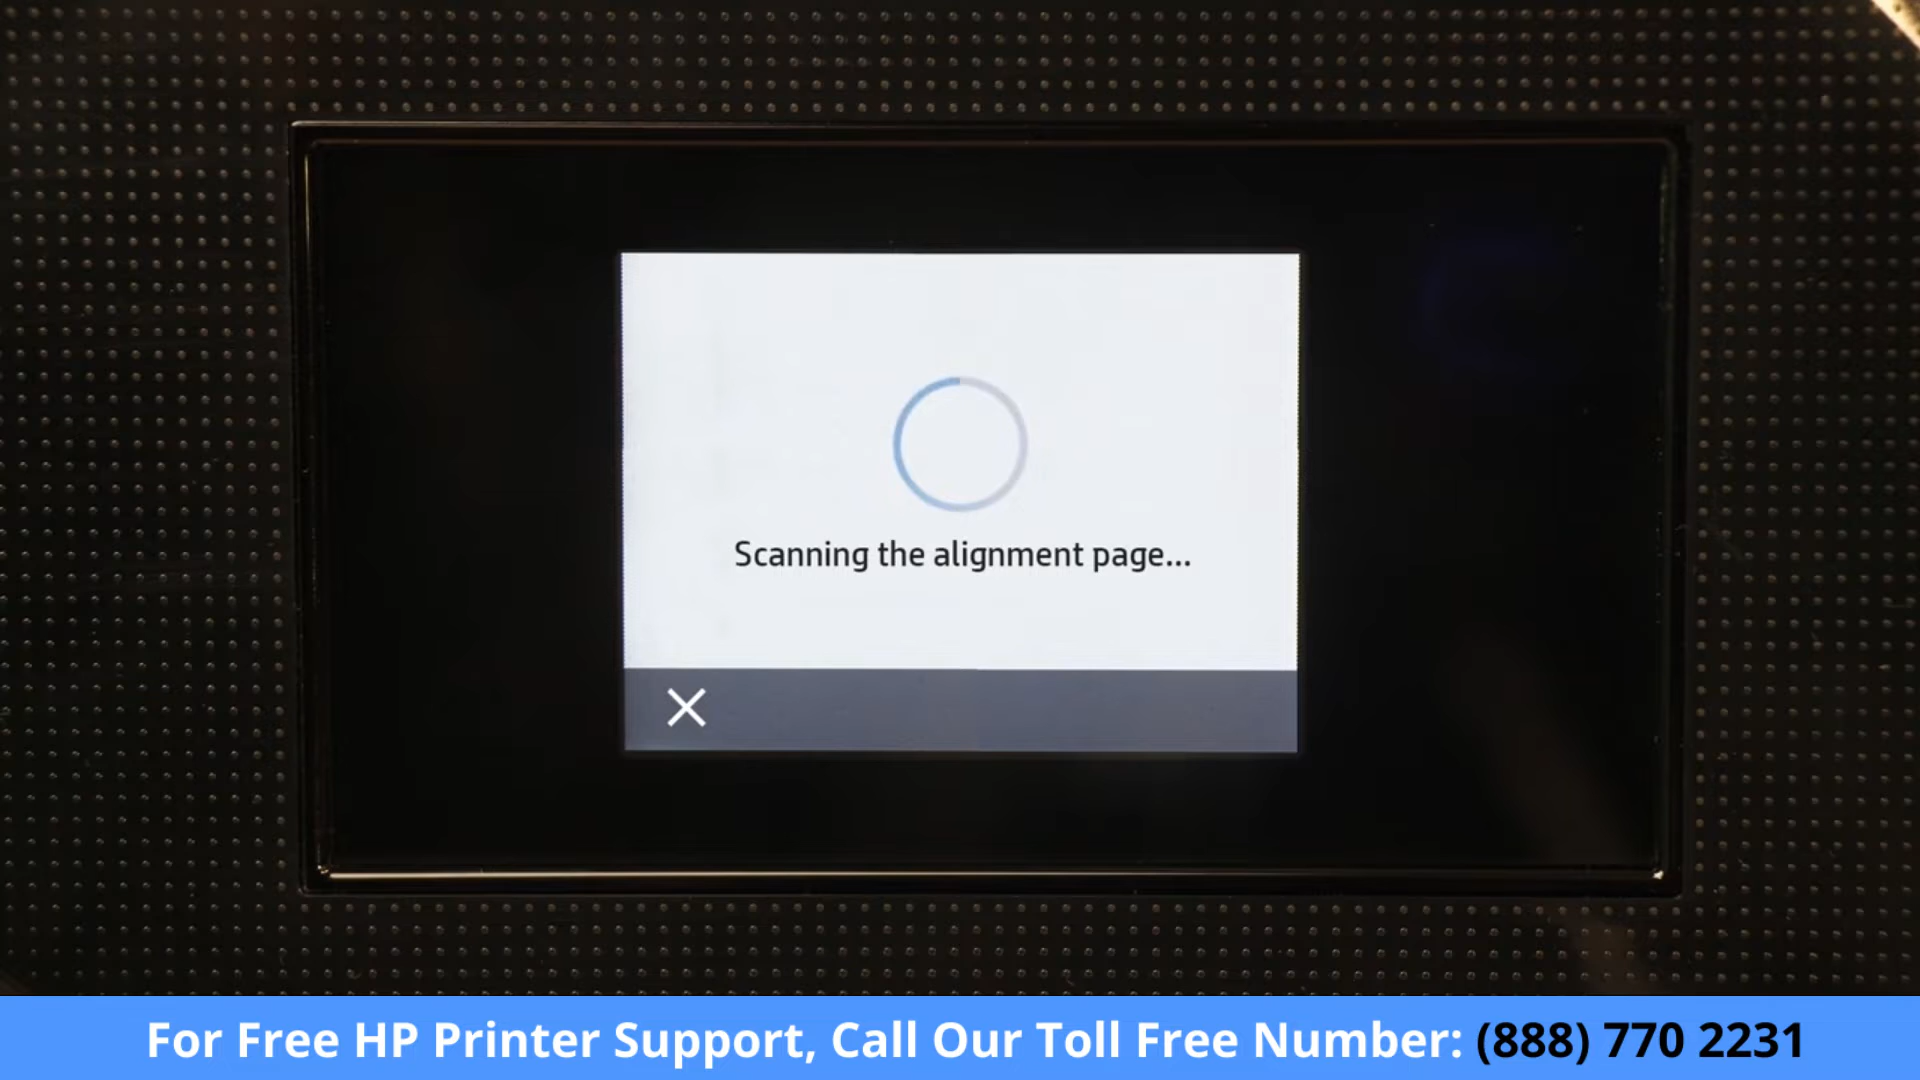 Scanning the alignment page...
For Free HP Printer Support, Call Our Toll Free Number: (888) 770 2231